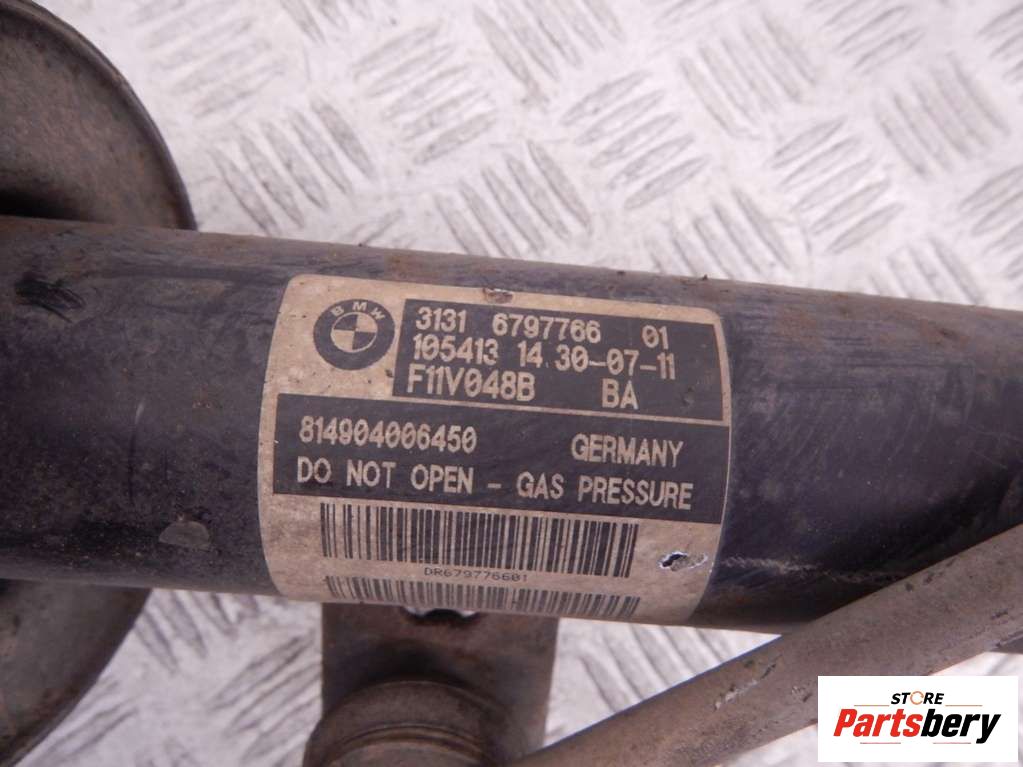 BMW
3131 6797766 01
105413 14 30-07-11
F11V048B BA
814904006450 GERMANY
DO NOT OPEN - GAS PRESSURE
DR679776601
STORE
Partsbery